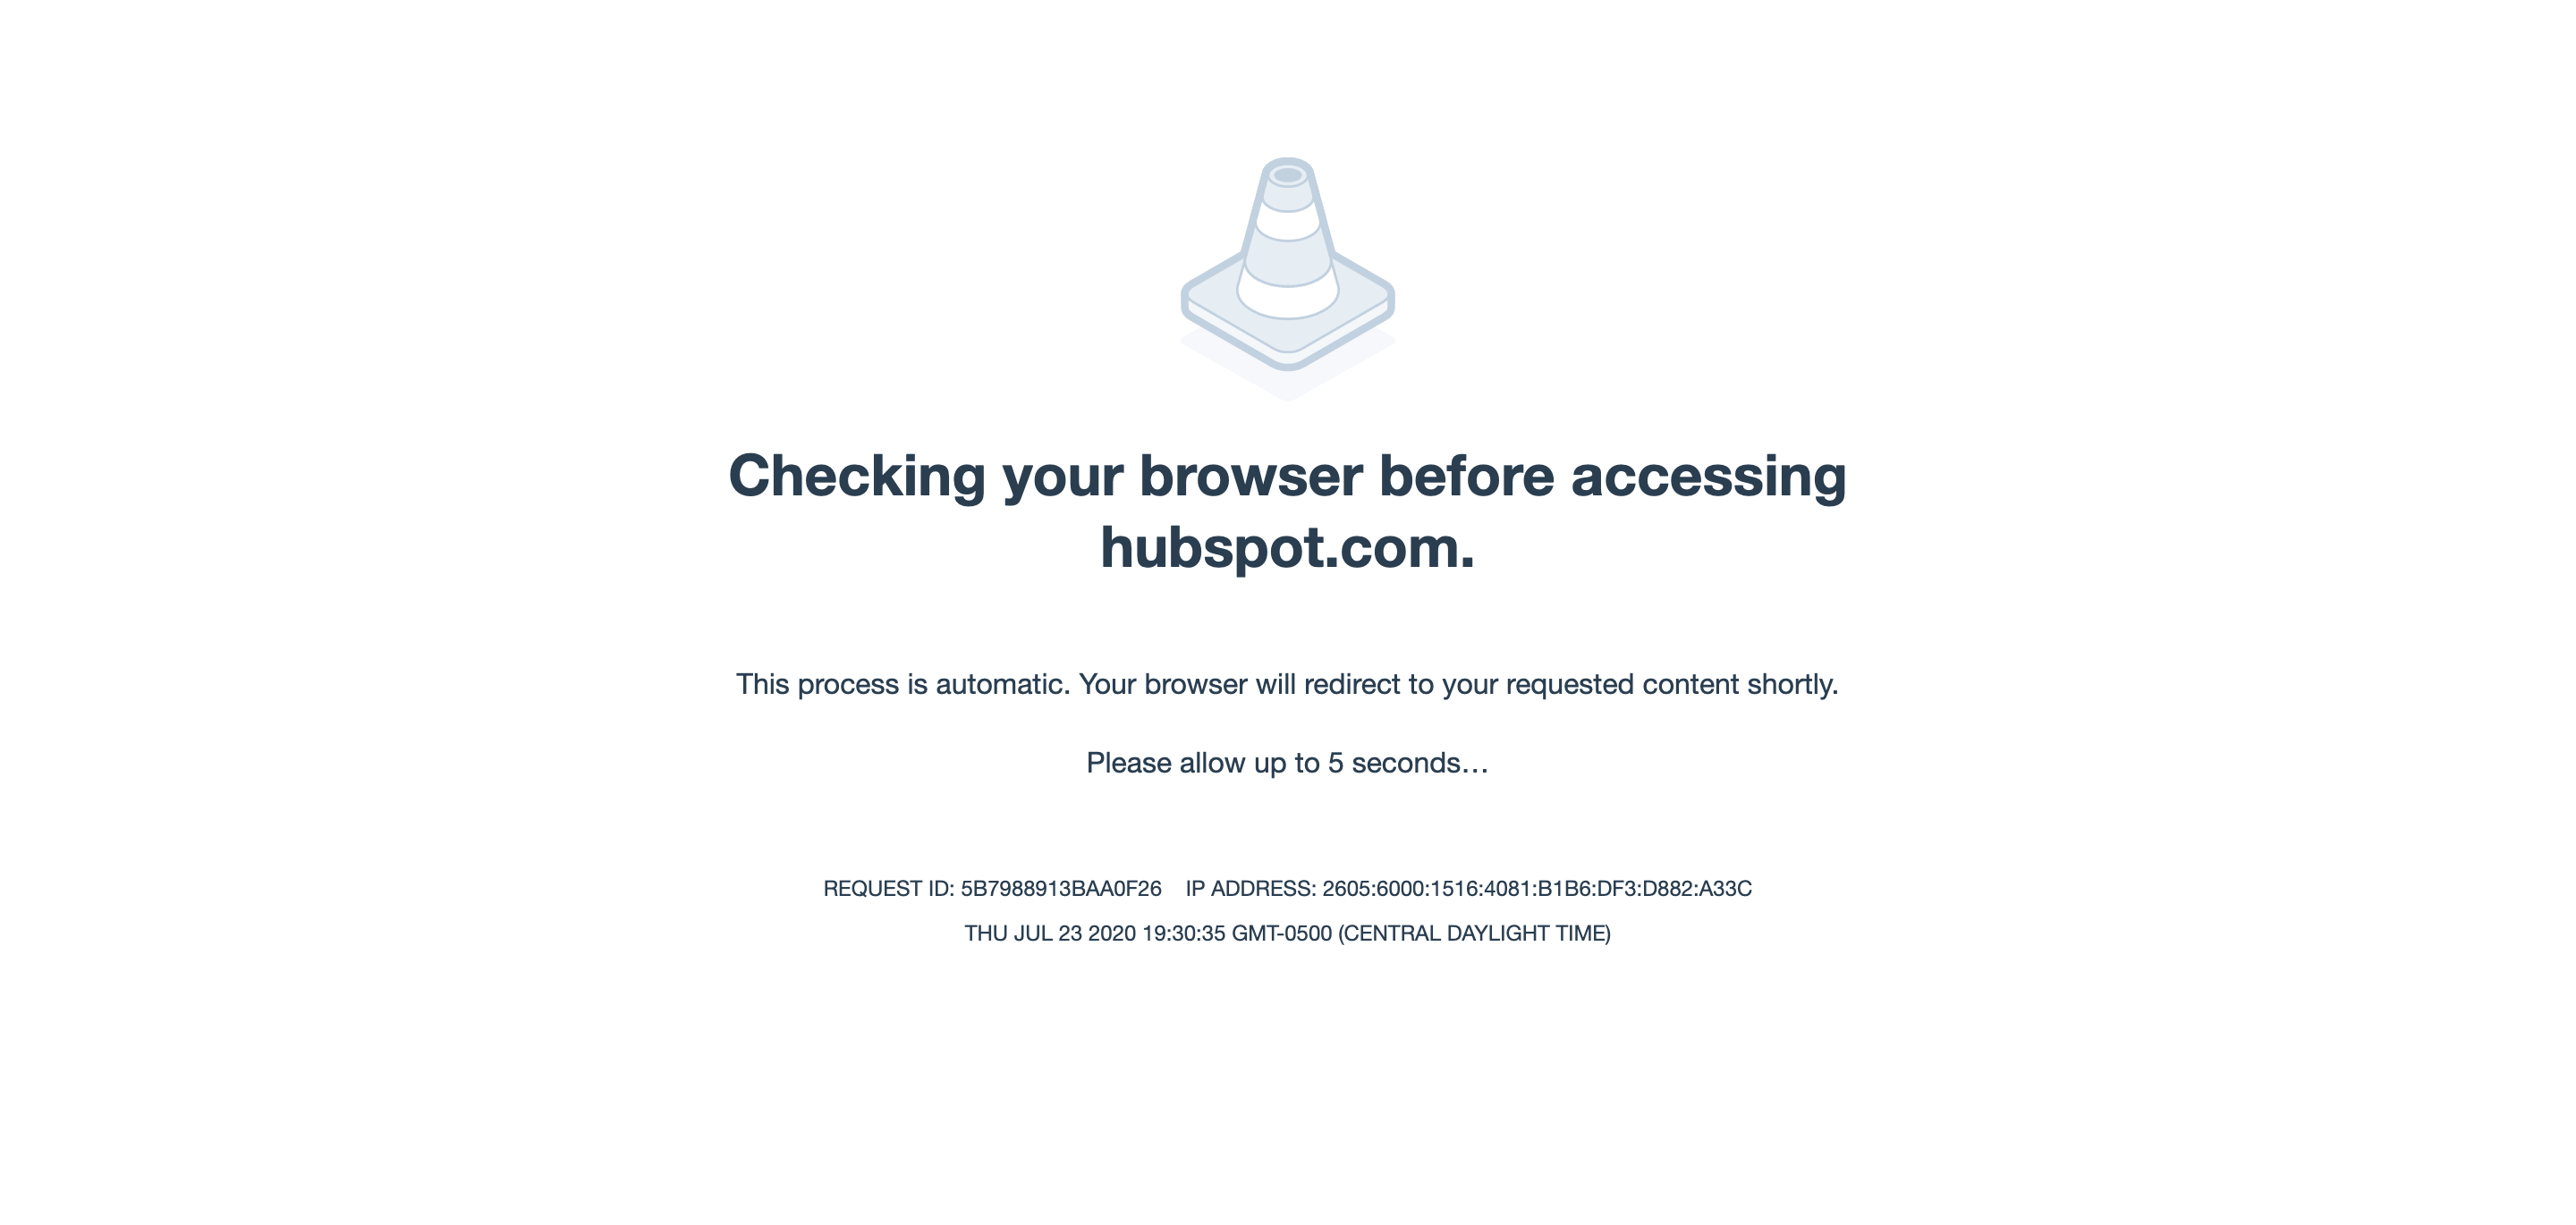 Checking your browser before accessing
hubspot.com.
This process is automatic. Your browser will redirect to your requested content shortly.
Please allow up to 5 seconds…
REQUEST ID: 5B7988913BAA0F26 IP ADDRESS: 2605:6000:1516:4081:B1B6:DF3:D882:A33C
THU JUL 23 2020 19:30:35 GMT-0500 (CENTRAL DAYLIGHT TIME)